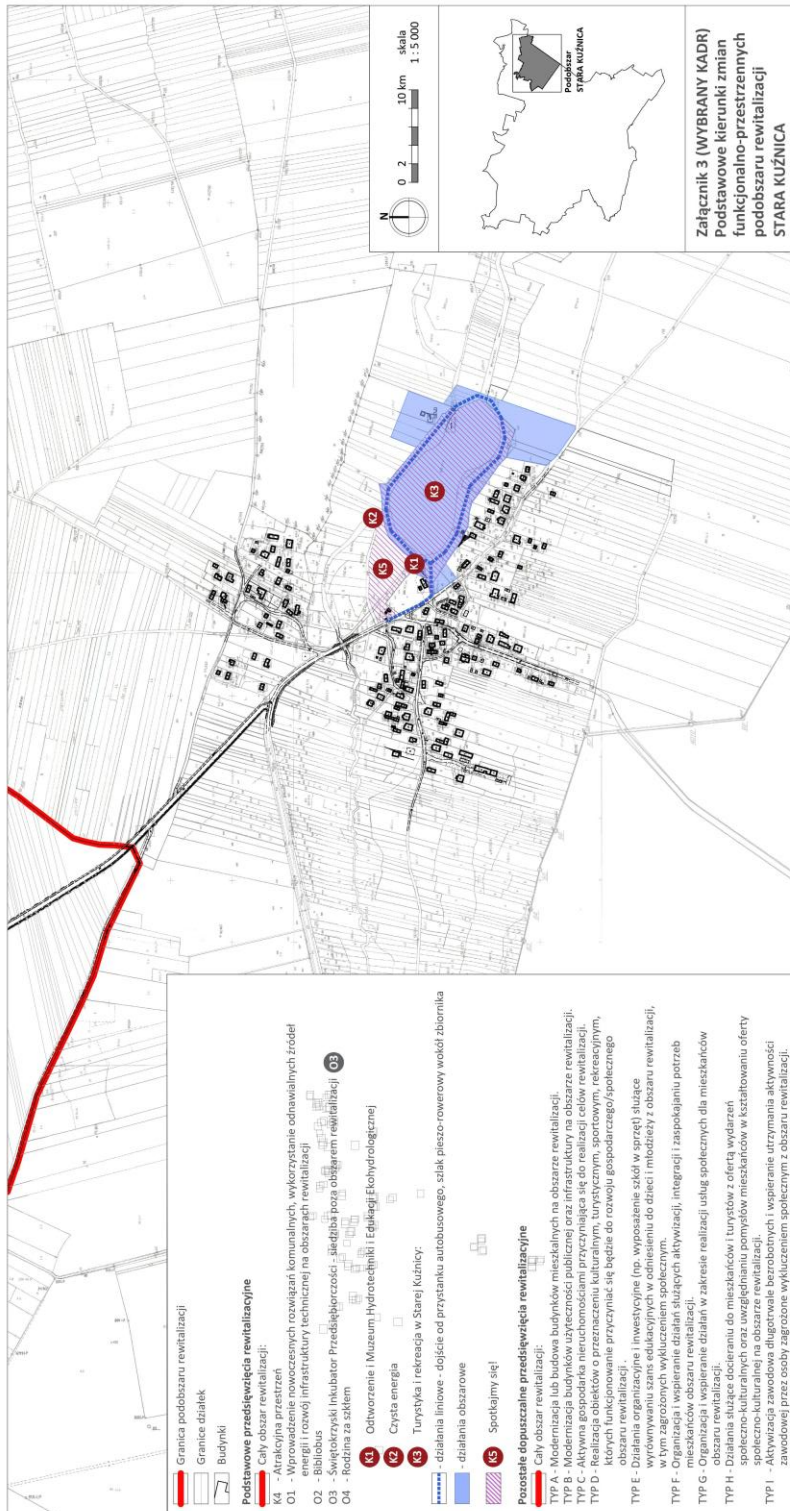 Granica podobszaru rewitalizacji
Granice działek
Budynki
Podstawowe przedsięwzięcia rewitalizacyjne
Cały obszar rewitalizacji:
K4 - Atrakcyjna przestrzeń
O1 - Wprowadzenie nowoczesnych rozwiązań komunalnych, wykorzystanie odnawialnych źródeł
energii i rozwój infrastruktury technicznej na obszarach rewitalizacji
O2 - Bibliobus
O3 - Świętokrzyski Inkubator Przedsiębiorczości - siedziba poza obszarem rewitalizacji O3
O4 - Rodzina za szkłem
K1 Odtworzenie i Muzeum Hydrotechniki i Edukacji Ekohydrologicznej
K2 Czysta energia
K3 Turystyka i rekreacja w Starej Kuźnicy:
- działania liniowe - dojście od przystanku autobusowego, szlak pieszo-rowerowy wokół zbiornika
- działania obszarowe
K5 Spotkajmy się!
Pozostałe dopuszczalne przedsięwzięcia rewitalizacyjne
Cały obszar rewitalizacji:
TYP A - Modernizacja lub budowa budynków mieszkalnych na obszarze rewitalizacji.
TYP B - Modernizacja budynków użyteczności publicznej oraz infrastruktury na obszarze rewitalizacji.
TYP C - Aktywna gospodarka nieruchomościami przyczyniająca się do realizacji celów rewitalizacji.
TYP D - Realizacja obiektów o przeznaczeniu kulturalnym, turystycznym, sportowym, rekreacyjnym,
których funkcjonowanie przyczyniać się będzie do rozwoju gospodarczego/społecznego
obszaru rewitalizacji .
TYP E - Działania organizacyjne i inwestycyjne (np. wyposażenie szkół w sprzęt) służące
wyrównywaniu szans edukacyjnych w odniesieniu do dzieci i młodzieży z obszaru rewitalizacji,
w tym zagrożonych wykluczeniem społecznym.
TYP F - Organizacja i wspieranie działań służących aktywizacji, integracji i zaspokajaniu potrzeb
mieszkańców obszaru rewitalizacji.
TYP G - Organizacja i wspieranie działań w zakresie realizacji usług społecznych dla mieszkańców
obszaru rewitalizacji.
TYP H - Działania służące docieraniu do mieszkańców i turystów z ofertą wydarzeń
społeczno-kulturalnych oraz uwzględnianiu pomysłów mieszkańców w kształtowaniu oferty
społeczno-kulturalnej na obszarze rewitalizacji.
TYP I - Aktywizacja zawodowa długotrwale bezrobotnych i wspieranie utrzymania aktywności
zawodowej przez osoby zagrożone wykluczeniem społecznym z obszaru rewitalizacji.
K5
K2
K1
K3
N
0 2 10 km
skala
1 : 5 000
Podobszar
STARA KUŹNICA
Załącznik 3 (WYBRANY KADR)
Podstawowe kierunki zmian
funkcjonalno-przestrzennych
podobszaru rewitalizacji
STARA KUŹNICA